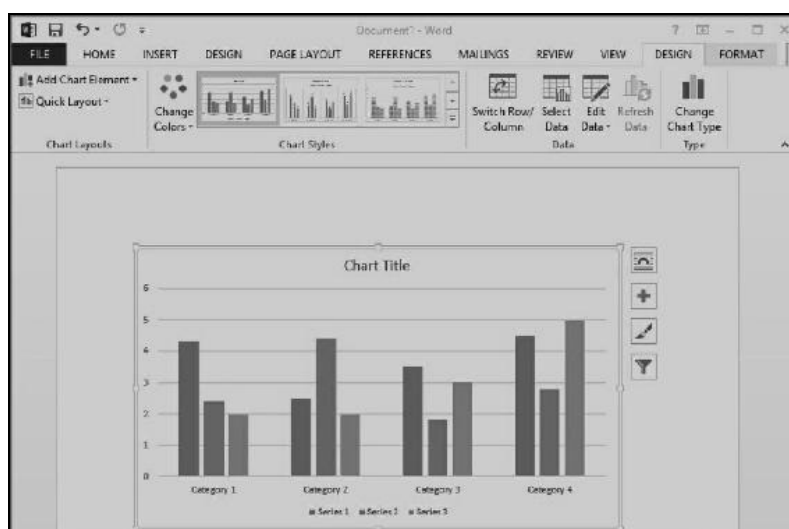 Document1 - Word
FILE HOME INSERT DESIGN PAGE LAYOUT REFERENCES MAILINGS REVIEW VIEW DESIGN FORMAT
Add Chart Element
Quick Layout
Change Colors
Switch Row/ Column
Select Data
Edit Data
Refresh Data
Change Chart Type
Chart Layouts Chart Styles Data Type
Chart Title
6
5
4
3
2
1
0
Category 1 Category 2 Category 3 Category 4
Series 1 Series 2 Series 3